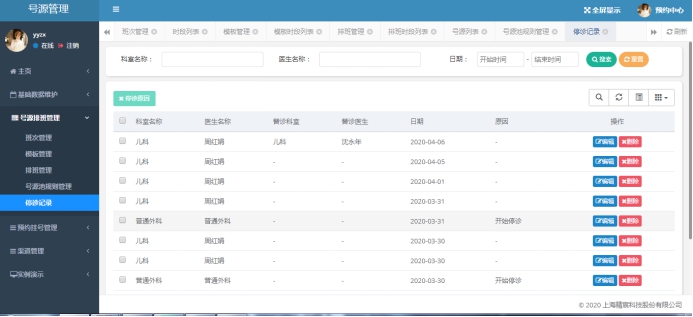 号源管理
全屏显示 预约中心
yyzx
在线 注销
主页
基础数据维护
号源排班管理
班次管理
模板管理
排班管理
号源池规则管理
停诊记录
预约挂号管理
渠道管理
实例演示
班次管理 时段列表 模板管理 模板时段列表 排班管理 排班时段列表 号源列表 号源池规则管理 停诊记录 刷新
科室名称： 医生名称： 日期： 开始时间 - 结束时间 搜索 重置
停诊原因
科室名称 医生名称 替诊科室 替诊医生 日期 原因 操作
儿科 周红娟 儿科 沈永年 2020-04-06 - 编辑 删除
儿科 周红娟 - - 2020-04-05 - 编辑 删除
儿科 周红娟 - - 2020-04-01 - 编辑 删除
儿科 周红娟 - - 2020-03-31 - 编辑 删除
普通外科 普通外科 - - 2020-03-31 开始停诊 编辑 删除
儿科 周红娟 - - 2020-03-30 - 编辑 删除
儿科 周红娟 - - 2020-03-30 - 编辑 删除
普通外科 普通外科 - - 2020-03-30 开始停诊 编辑 删除
© 2020 上海精宸科技股份有限公司